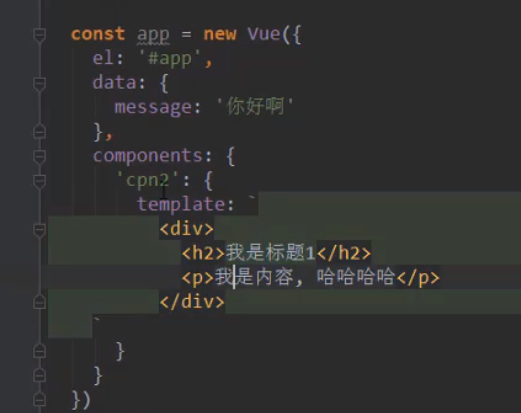 const app = new Vue({
el: '#app',
data: {
message: '你好啊'
},
components: {
'cpn2': {
template: `
<div>
<h2>我是标题1</h2>
<p>我是内容, 哈哈哈哈</p>
</div>
`
}
}
})